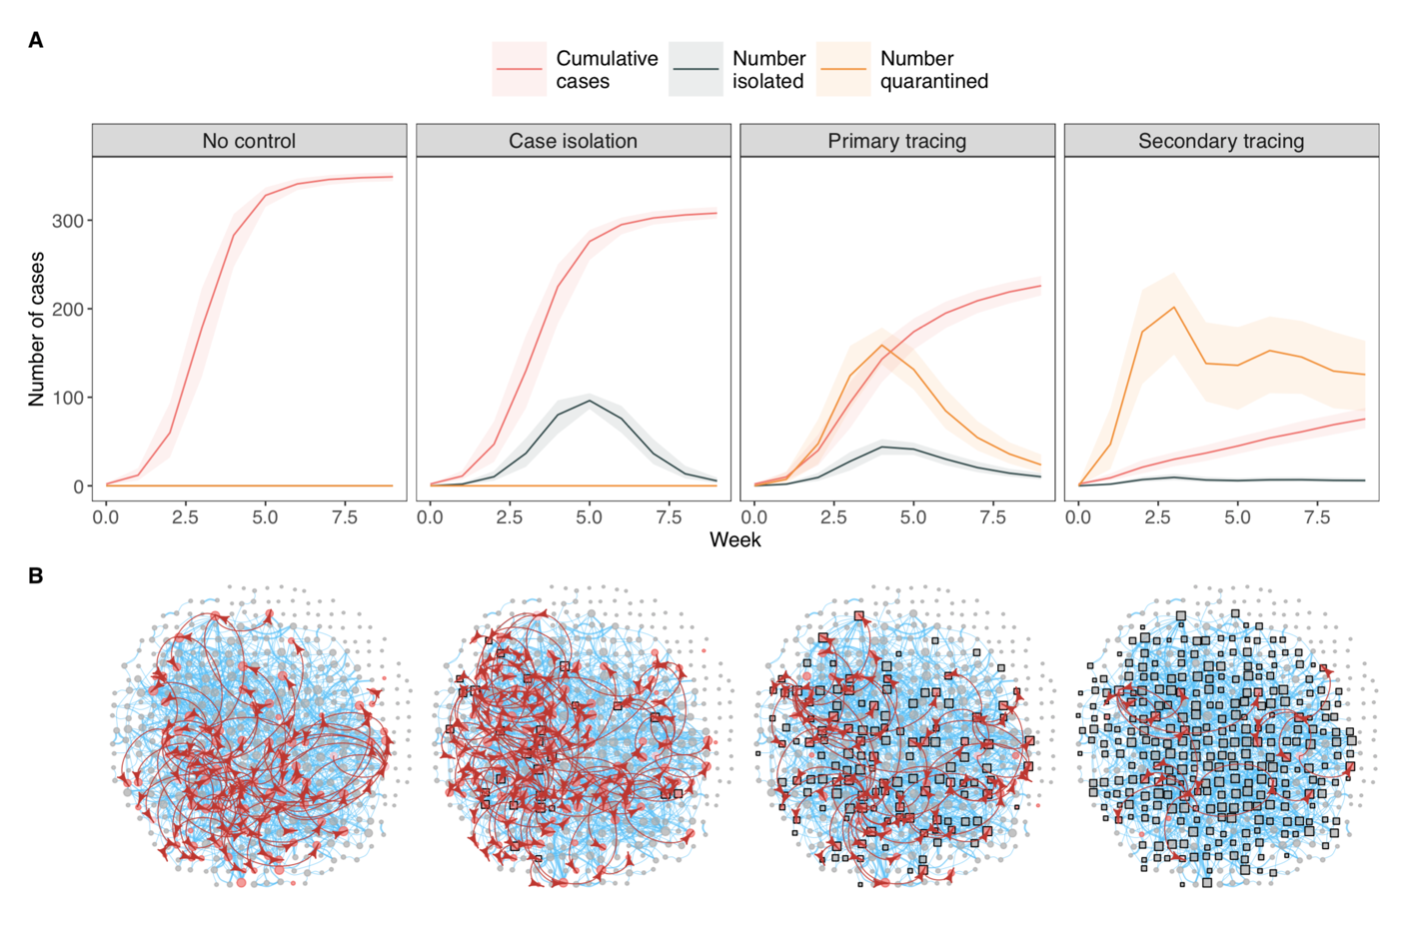 A
Cumulative cases
Number isolated
Number quarantined
No control
Case isolation
Primary tracing
Secondary tracing
Number of cases
300
200
100
0
0.0 2.5 5.0 7.5
0.0 2.5 5.0 7.5
0.0 2.5 5.0 7.5
0.0 2.5 5.0 7.5
Week
B